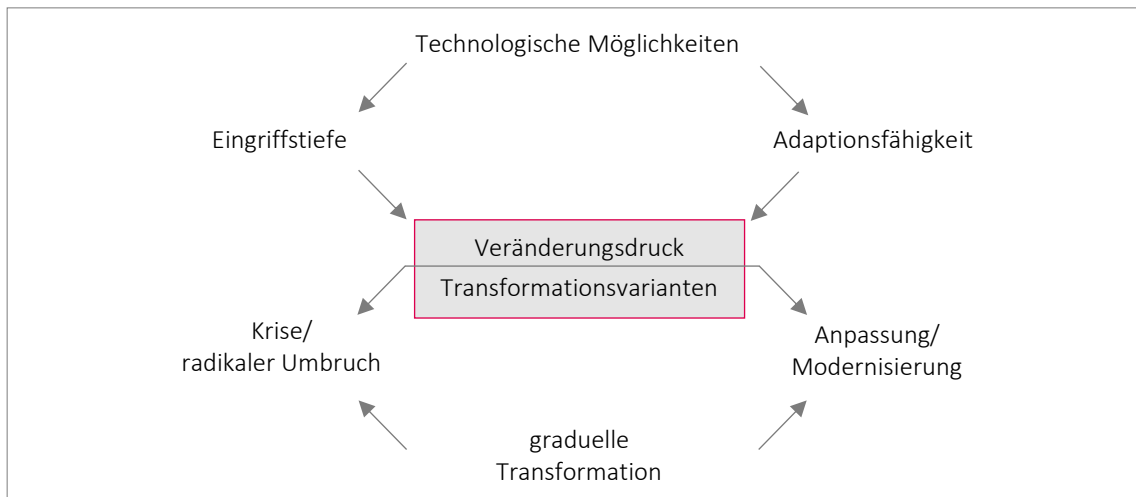 Technologische Möglichkeiten
Eingriffstiefe
Adaptionsfähigkeit
Veränderungsdruck
Transformationsvarianten
Krise/
radikaler Umbruch
Anpassung/
Modernisierung
graduelle
Transformation